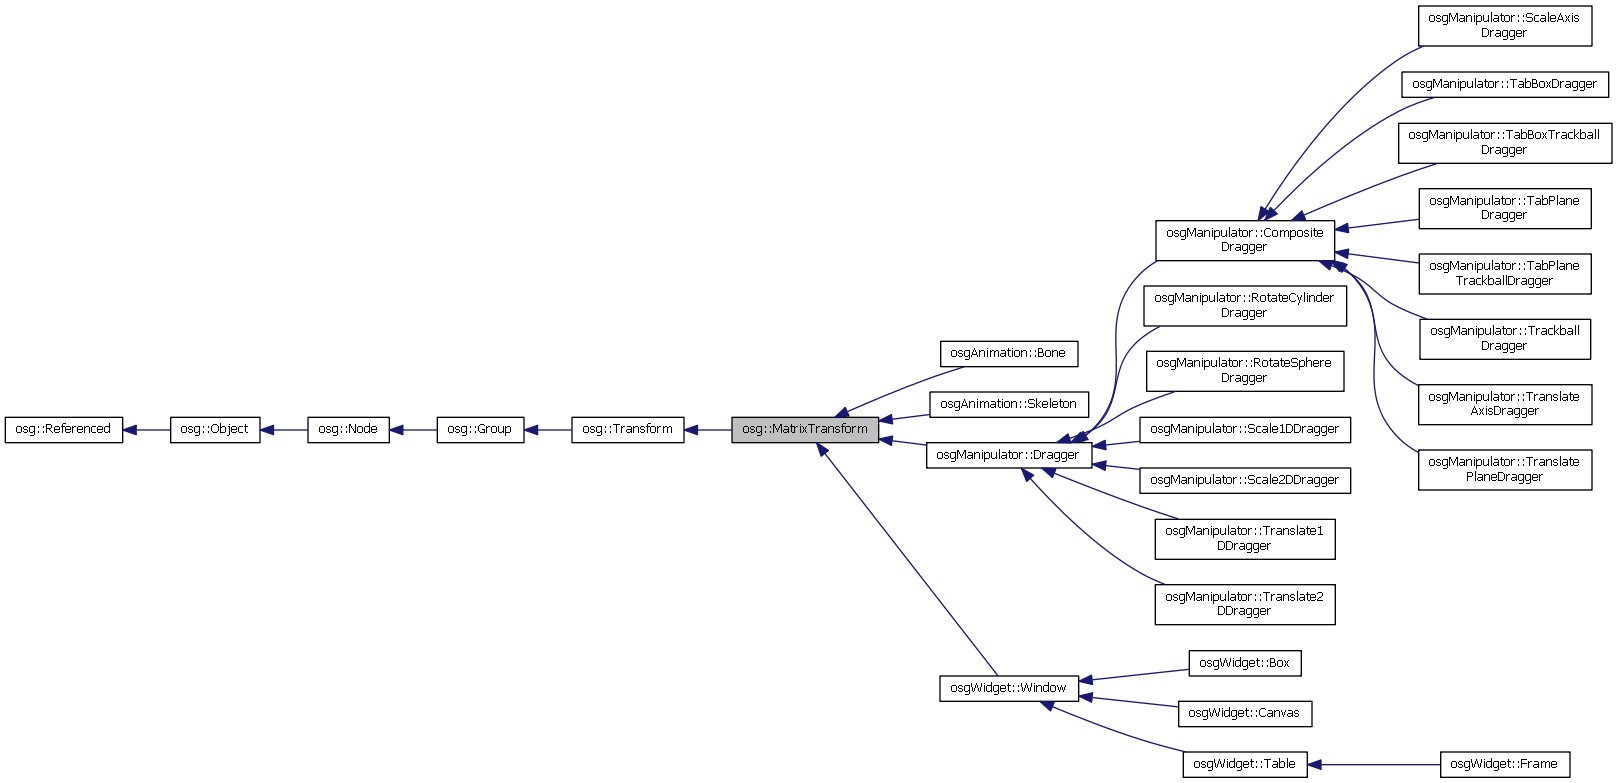 osgManipulator::ScaleAxis
Dragger
osgManipulator::TabBoxDragger
osgManipulator::TabBoxTrackball
Dragger
osgManipulator::TabPlane
Dragger
osgManipulator::Composite
Dragger
osgManipulator::TabPlane
TrackballDragger
osgManipulator::RotateCylinder
Dragger
osgManipulator::Trackball
Dragger
osgAnimation::Bone
osgManipulator::RotateSphere
Dragger
osgManipulator::Translate
AxisDragger
osgAnimation::Skeleton
osg::Referenced
osg::Object
osg::Node
osg::Group
osg::Transform
osg::MatrixTransform
osgManipulator::Scale1DDragger
osgManipulator::Dragger
osgManipulator::Translate
PlaneDragger
osgManipulator::Scale2DDragger
osgManipulator::Translate1
DDragger
osgManipulator::Translate2
DDragger
osgWidget::Box
osgWidget::Window
osgWidget::Canvas
osgWidget::Table
osgWidget::Frame